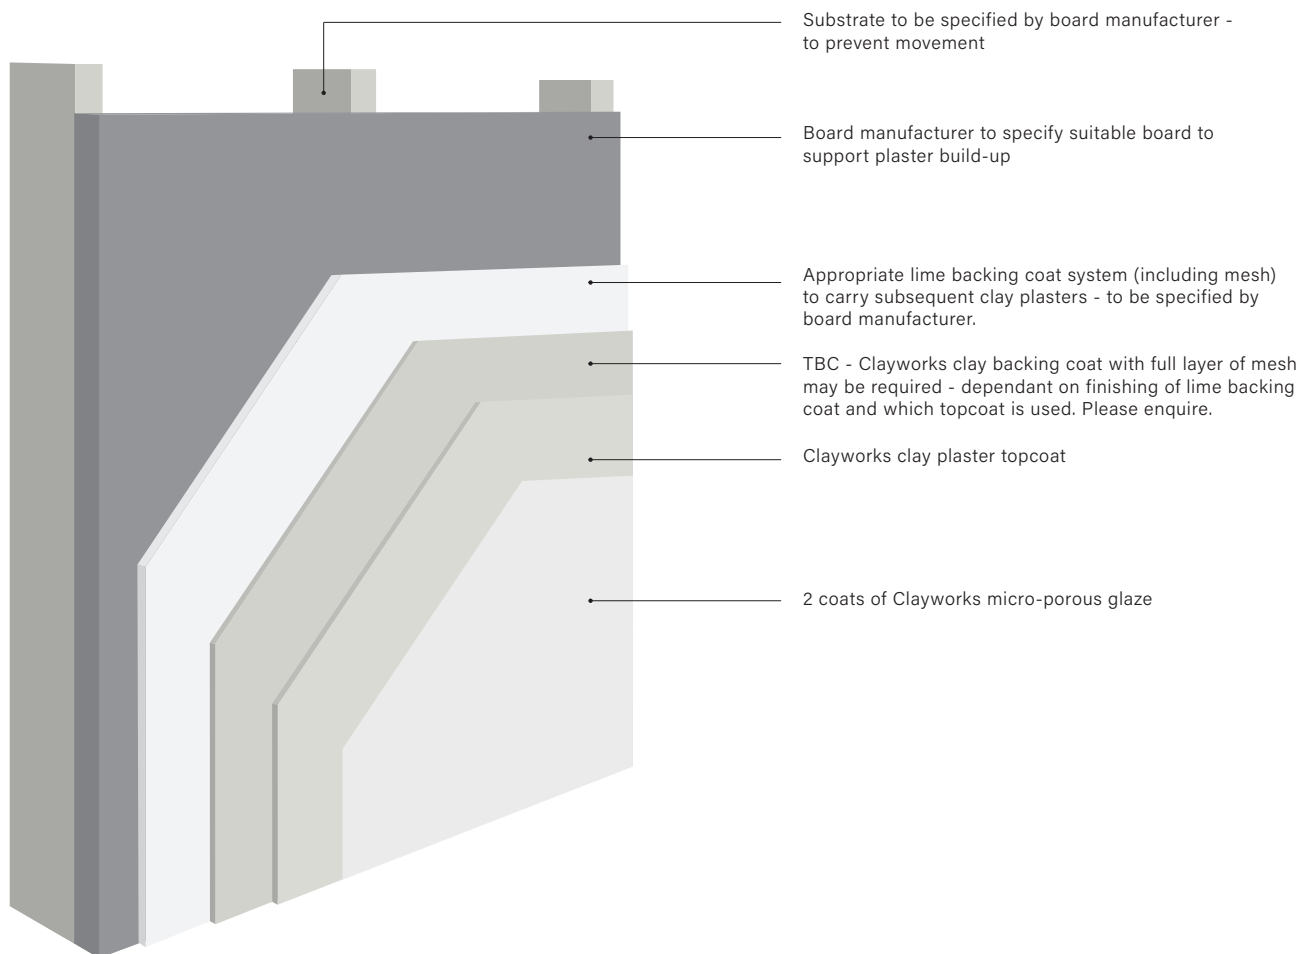 Substrate to be specified by board manufacturer -
to prevent movement
Board manufacturer to specify suitable board to
support plaster build-up
Appropriate lime backing coat system (including mesh)
to carry subsequent clay plasters - to be specified by
board manufacturer.
TBC - Clayworks clay backing coat with full layer of mesh
may be required - dependant on finishing of lime backing
coat and which topcoat is used. Please enquire.
Clayworks clay plaster topcoat
2 coats of Clayworks micro-porous glaze